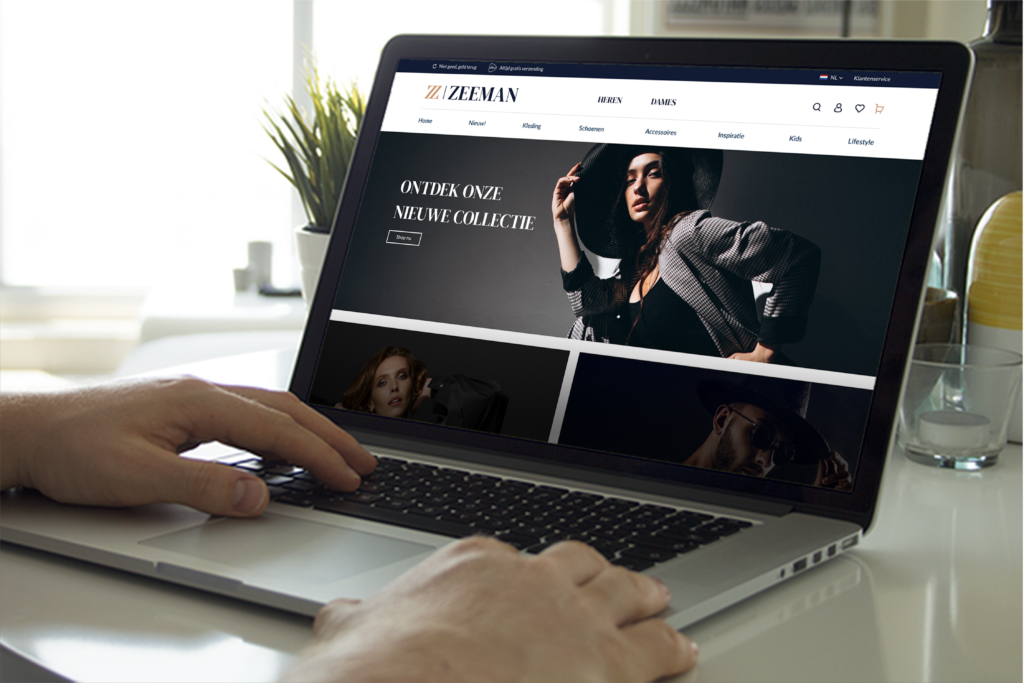 Niet goed, geld terug
Altijd gratis verzending
NL
Klantenservice
ZZ | ZEEMAN
HEREN
DAMES
Home
Nieuw!
Kleding
Schoenen
Accessoires
Inspiratie
Kids
Lifestyle
ONTDEK ONZE
NIEUWE COLLECTIE
Shop nu